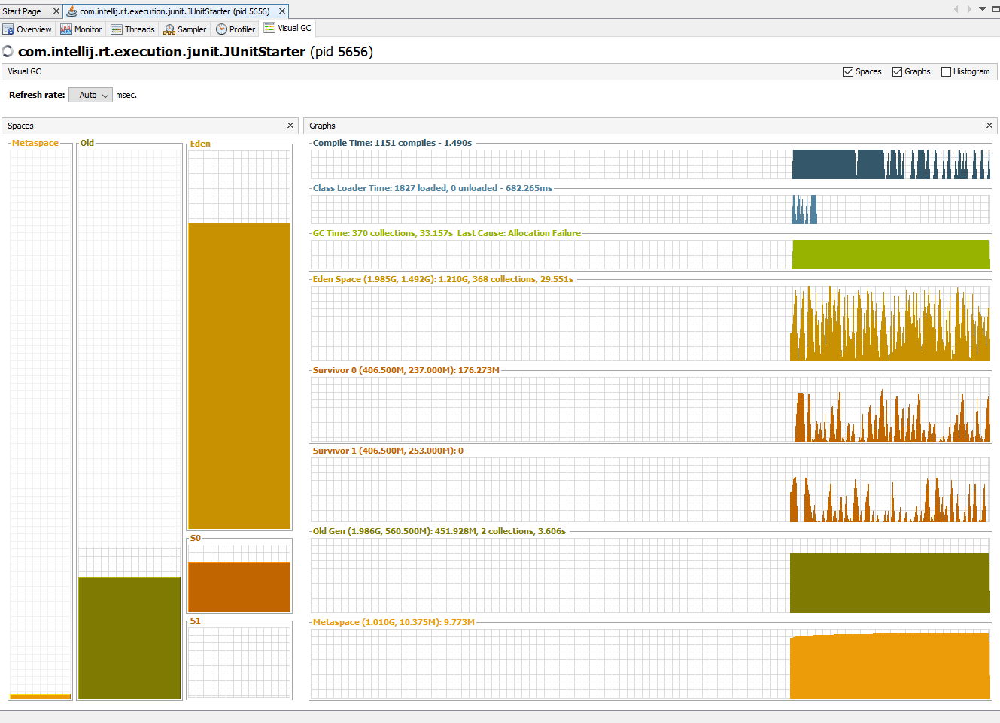 Start Page
com.intellij.rt.execution.junit.JUnitStarter (pid 5656)
Overview Monitor Threads Sampler Profiler Visual GC
com.intellij.rt.execution.junit.JUnitStarter (pid 5656)
Visual GC
Spaces Graphs Histogram
Refresh rate: Auto msec.
Spaces
Metaspace
Old
Eden
S0
S1
Graphs
Compile Time: 1151 compiles - 1.490s
Class Loader Time: 1827 loaded, 0 unloaded - 682.265ms
GC Time: 370 collections, 33.157s Last Cause: Allocation Failure
Eden Space (1.985G, 1.492G): 1.210G, 368 collections, 29.551s
Survivor 0 (406.500M, 237.000M): 176.273M
Survivor 1 (406.500M, 253.000M): 0
Old Gen (1.986G, 560.500M): 451.928M, 2 collections, 3.606s
Metaspace (1.010G, 10.375M): 9.773M